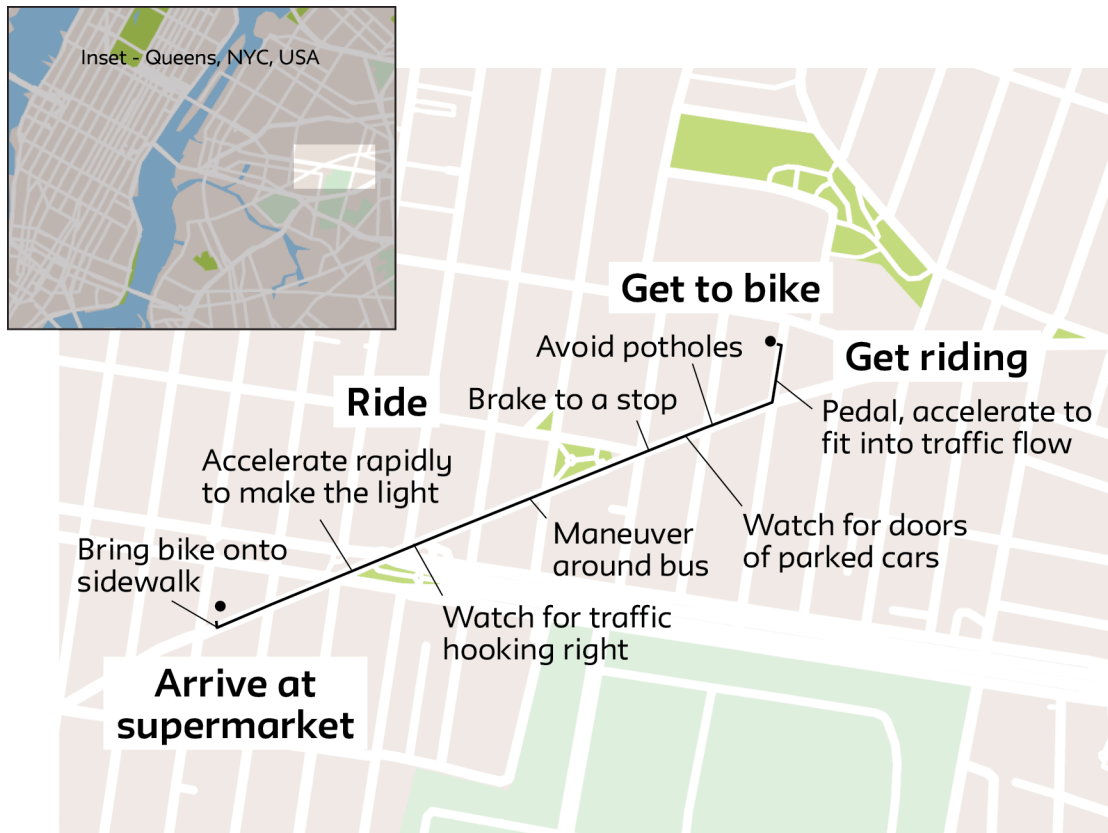 Inset - Queens, NYC, USA
Get to bike
Avoid potholes
Get riding
Ride
Brake to a stop
Pedal, accelerate to
fit into traffic flow
Accelerate rapidly
to make the light
Watch for doors
of parked cars
Maneuver
around bus
Bring bike onto
sidewalk
Watch for traffic
hooking right
Arrive at
supermarket